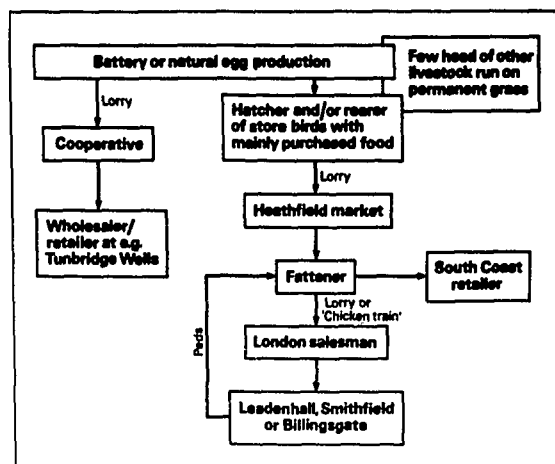 Battery or natural egg production
Few head of other
livestock run on
permanent grass
Lorry
Hatcher and/or rearer
of store birds with
mainly purchased food
Cooperative
Lorry
Wholesaler/
retailer at e.g.
Tunbridge Wells
Heathfield market
Fattener
South Coast
retailer
Lorry or
'Chicken train'
Peds
London salesman
Leadenhall, Smithfield
or Billingsgate